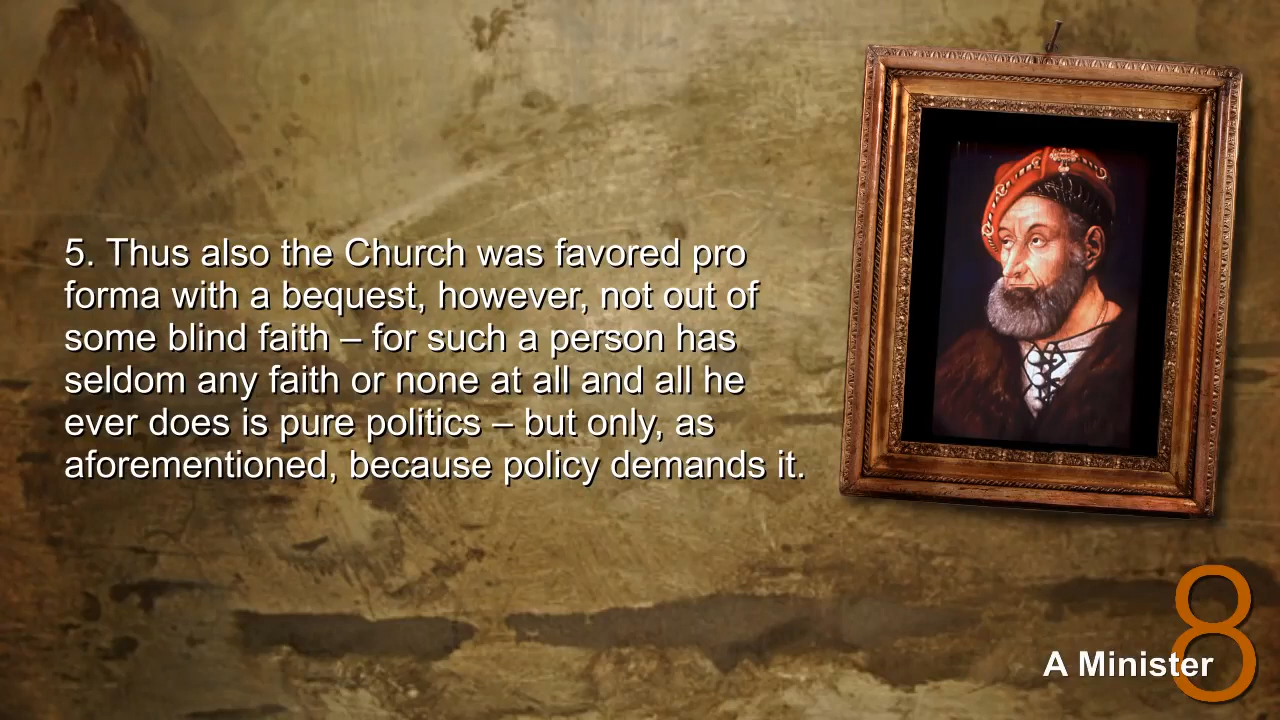 5. Thus also the Church was favored pro
forma with a bequest, however, not out of
some blind faith – for such a person has
seldom any faith or none at all and all he
ever does is pure politics – but only, as
aforementioned, because policy demands it.
8
A Minister